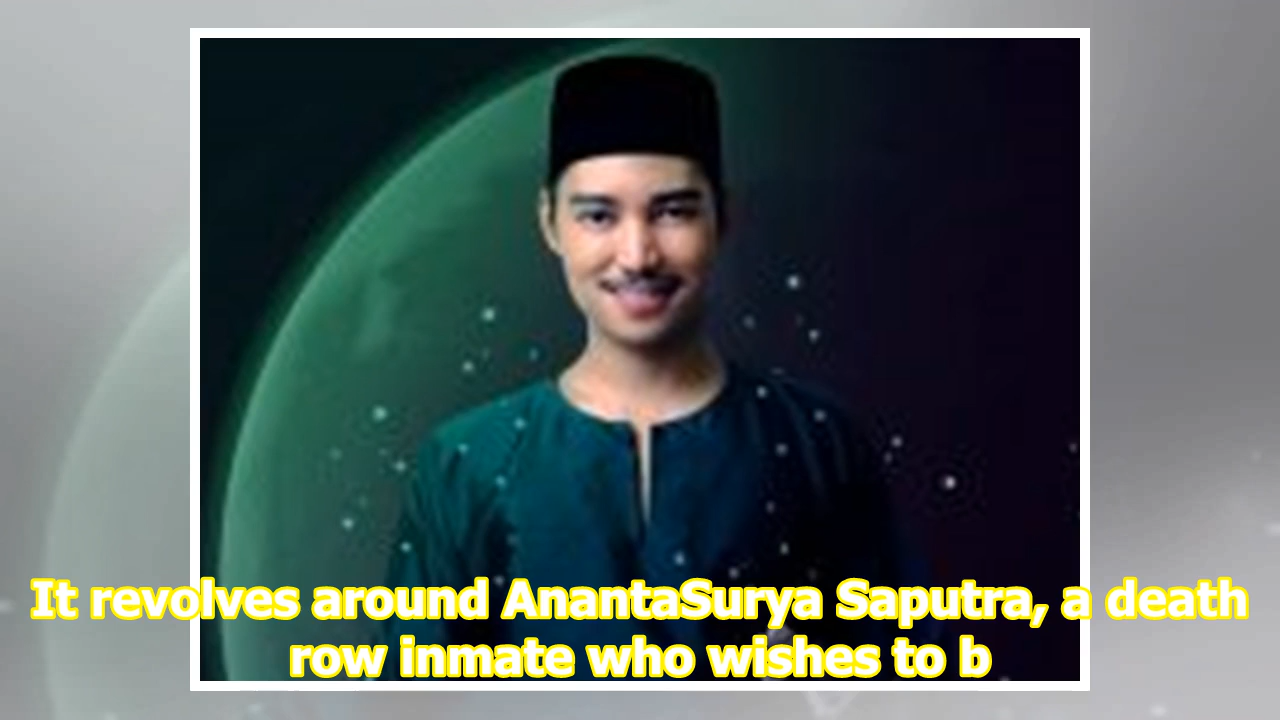 It revolves around AnantaSurya Saputra, a death
row inmate who wishes to b